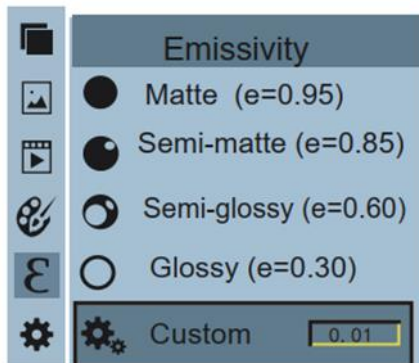 Emissivity
Matte (e=0.95)
Semi-matte (e=0.85)
Semi-glossy (e=0.60)
Glossy (e=0.30)
ε
Custom 0.01